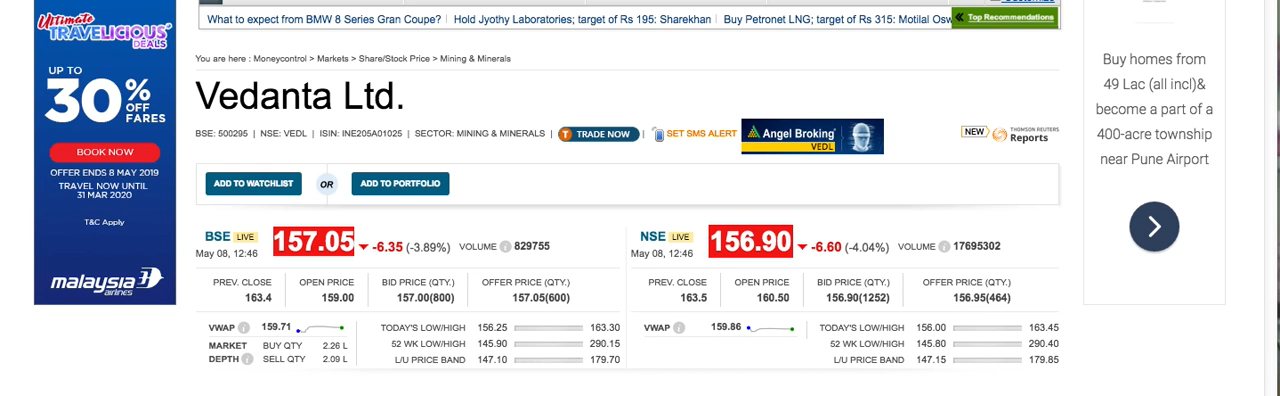 What to expect from BMW 8 Series Gran Coupe? | Hold Jyothy Laboratories; target of Rs 195: Sharekhan | Buy Petronet LNG; target of Rs 315: Motilal Osw
Top Recommendations
Ultimate
TRAVELICIOUS
DEALS
UP TO
30% OFF FARES
BOOK NOW
OFFER ENDS 8 MAY 2019
TRAVEL NOW UNTIL
31 MAR 2020
T&C Apply
malaysia
airlines
You are here : Moneycontrol > Markets > Share/Stock Price > Mining & Minerals
Vedanta Ltd.
BSE: 500295 | NSE: VEDL | ISIN: INE205A01025 | SECTOR: MINING & MINERALS | TRADE NOW | SET SMS ALERT
Angel Broking
VEDL
NEW THOMSON REUTERS
Reports
ADD TO WATCHLIST OR ADD TO PORTFOLIO
BSE LIVE 157.05 -6.35 (-3.89%) VOLUME 829755
May 08, 12:46
PREV. CLOSE OPEN PRICE BID PRICE (QTY.) OFFER PRICE (QTY.)
163.4 159.00 157.00(800) 157.05(600)
VWAP 159.71
MARKET BUY QTY 2.26 L
DEPTH SELL QTY 2.09 L
TODAY'S LOW/HIGH 156.25 163.30
52 WK LOW/HIGH 145.90 290.15
L/U PRICE BAND 147.10 179.70
NSE LIVE 156.90 -6.60 (-4.04%) VOLUME 17695302
May 08, 12:46
PREV. CLOSE OPEN PRICE BID PRICE (QTY.) OFFER PRICE (QTY.)
163.5 160.50 156.90(1252) 156.95(464)
VWAP 159.86
TODAY'S LOW/HIGH 156.00 163.45
52 WK LOW/HIGH 145.80 290.40
L/U PRICE BAND 147.15 179.85
Buy homes from
49 Lac (all incl)&
become a part of a
400-acre township
near Pune Airport